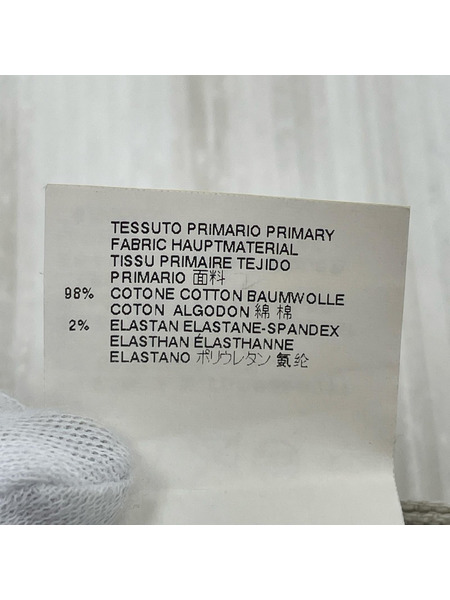 TESSUTO PRIMARIO PRIMARY
FABRIC HAUPTMATERIAL
TISSU PRIMAIRE TEJIDO
PRIMARIO 面料
98% COTONE COTTON BAUMWOLLE
COTON ALGODON 綿 棉
2% ELASTAN ELASTANE-SPANDEX
ELASTHAN ÉLASTHANNE
ELASTANO ポリウレタン 氨纶